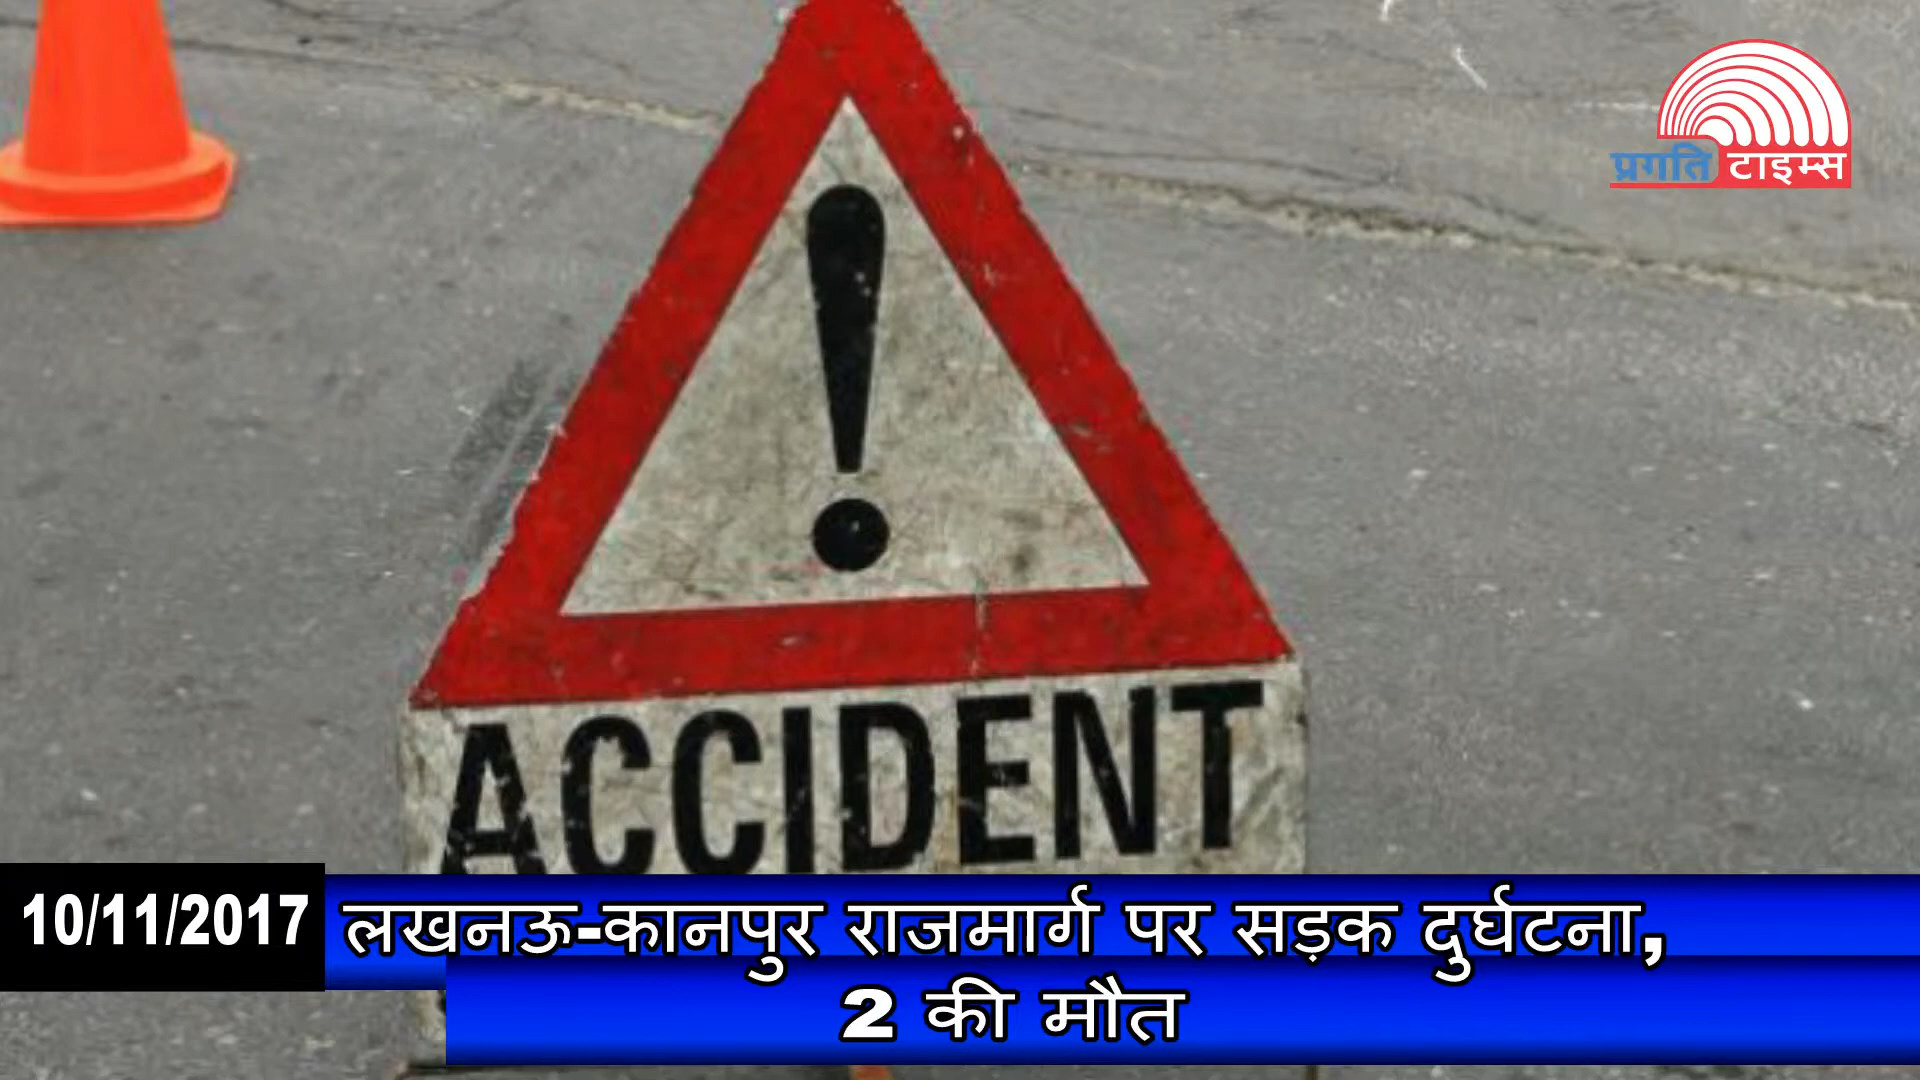 प्रगति टाइम्स
!
ACCIDENT
10/11/2017
लखनऊ-कानपुर राजमार्ग पर सड़क दुर्घटना,
2 की मौत